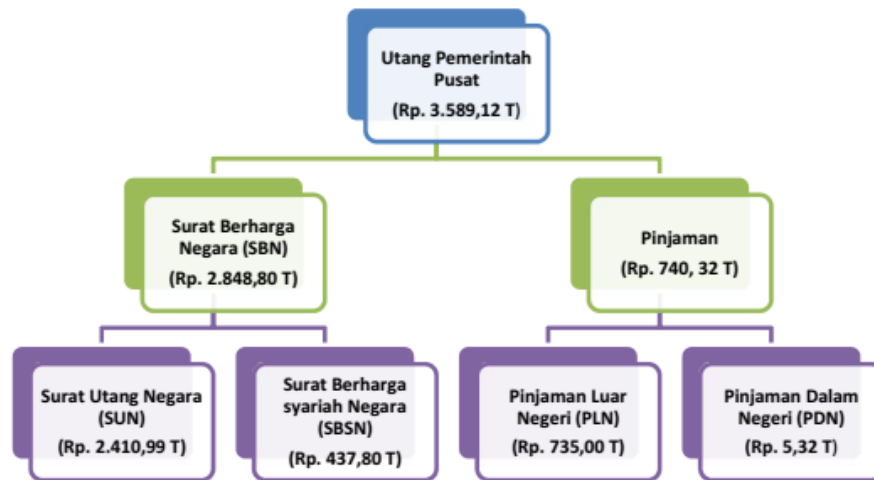 Utang Pemerintah
Pusat
(Rp. 3.589,12 T)
Surat Berharga
Negara (SBN)
(Rp. 2.848,80 T)
Pinjaman
(Rp. 740, 32 T)
Surat Utang Negara
(SUN)
(Rp. 2.410,99 T)
Surat Berharga
syariah Negara
(SBSN)
(Rp. 437,80 T)
Pinjaman Luar
Negeri (PLN)
(Rp. 735,00 T)
Pinjaman Dalam
Negeri (PDN)
(Rp. 5,32 T)